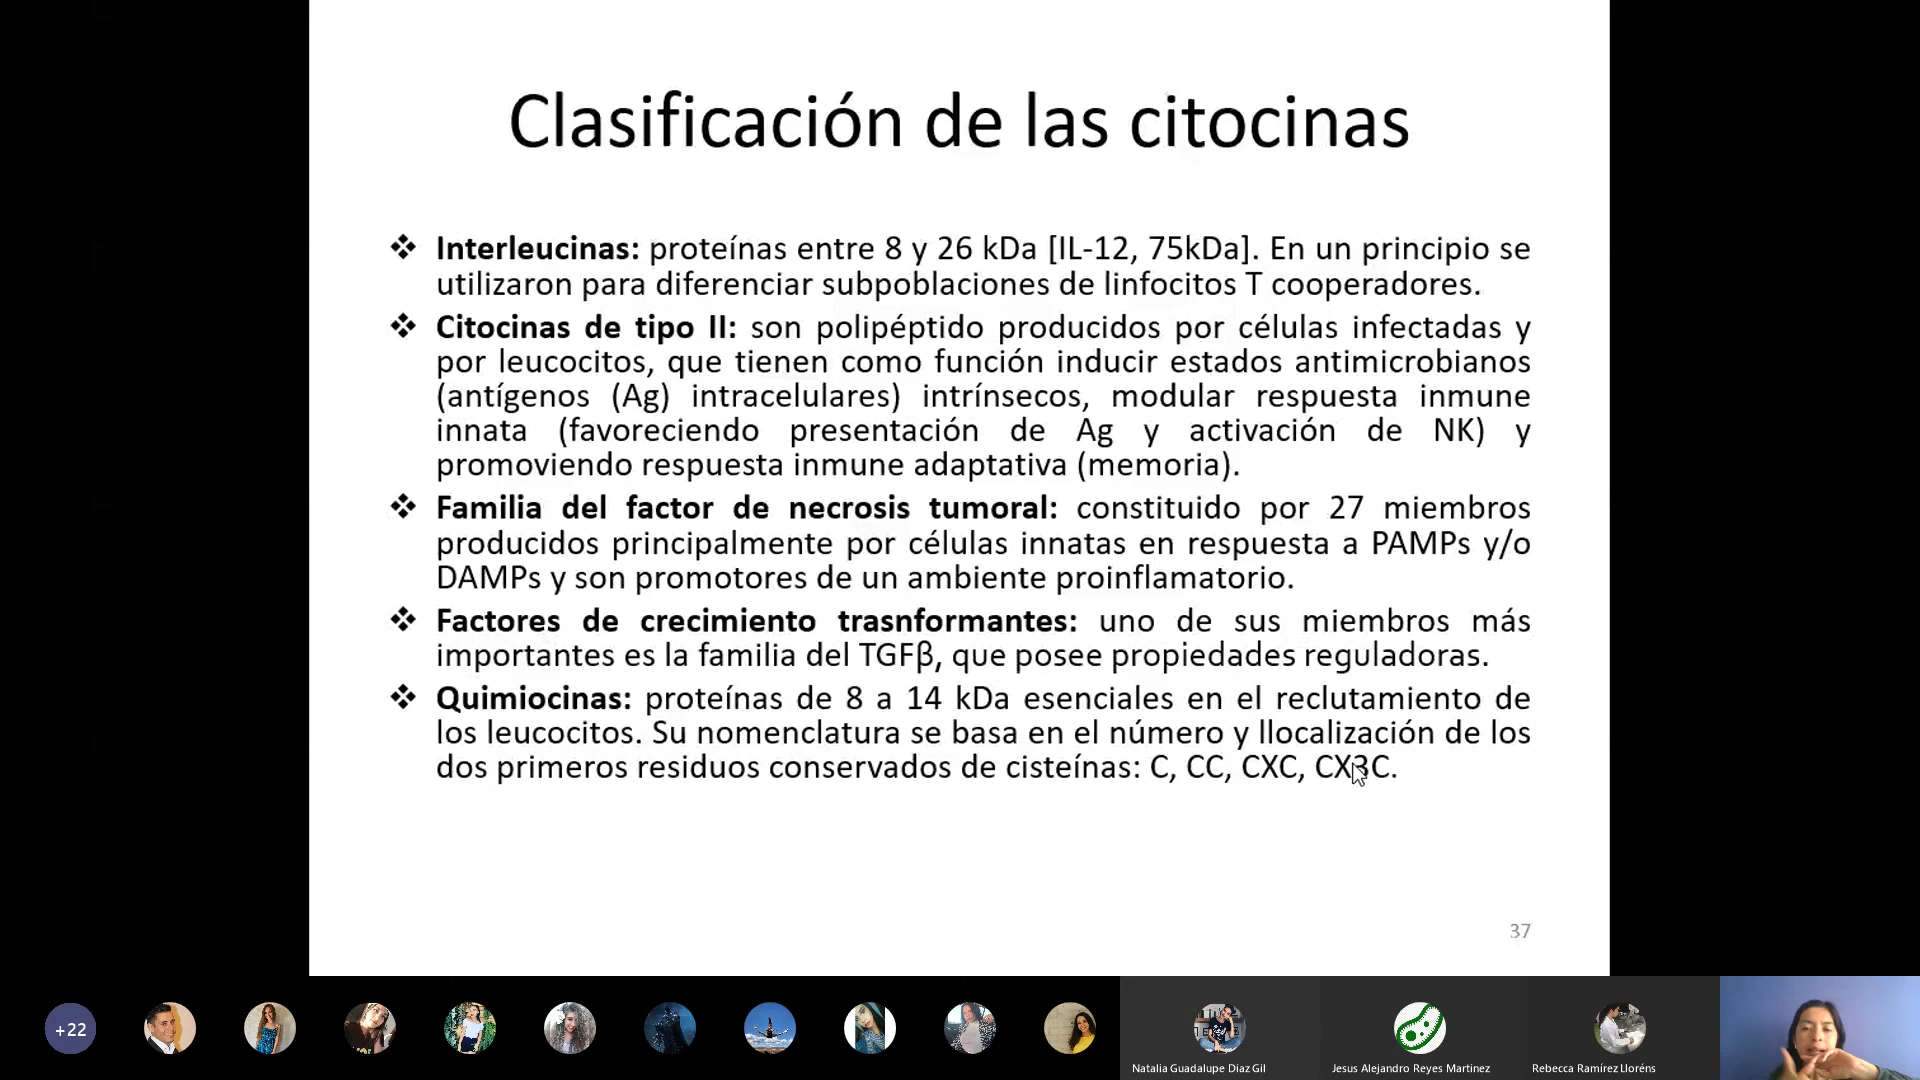 Clasificación de las citocinas
❖ Interleucinas: proteínas entre 8 y 26 kDa [IL-12, 75kDa]. En un principio se
utilizaron para diferenciar subpoblaciones de linfocitos T cooperadores.
❖ Citocinas de tipo II: son polipéptido producidos por células infectadas y
por leucocitos, que tienen como función inducir estados antimicrobianos
(antígenos (Ag) intracelulares) intrínsecos, modular respuesta inmune
innata (favoreciendo presentación de Ag y activación de NK) y
promoviendo respuesta inmune adaptativa (memoria).
❖ Familia del factor de necrosis tumoral: constituido por 27 miembros
producidos principalmente por células innatas en respuesta a PAMPs y/o
DAMPs y son promotores de un ambiente proinflamatorio.
❖ Factores de crecimiento trasnformantes: uno de sus miembros más
importantes es la familia del TGFβ, que posee propiedades reguladoras.
❖ Quimiocinas: proteínas de 8 a 14 kDa esenciales en el reclutamiento de
los leucocitos. Su nomenclatura se basa en el número y llocalización de los
dos primeros residuos conservados de cisteínas: C, CC, CXC, CX3C.
37
+22
Natalia Guadalupe Diaz Gil
Jesus Alejandro Reyes Martinez
Rebecca Ramírez Lloréns